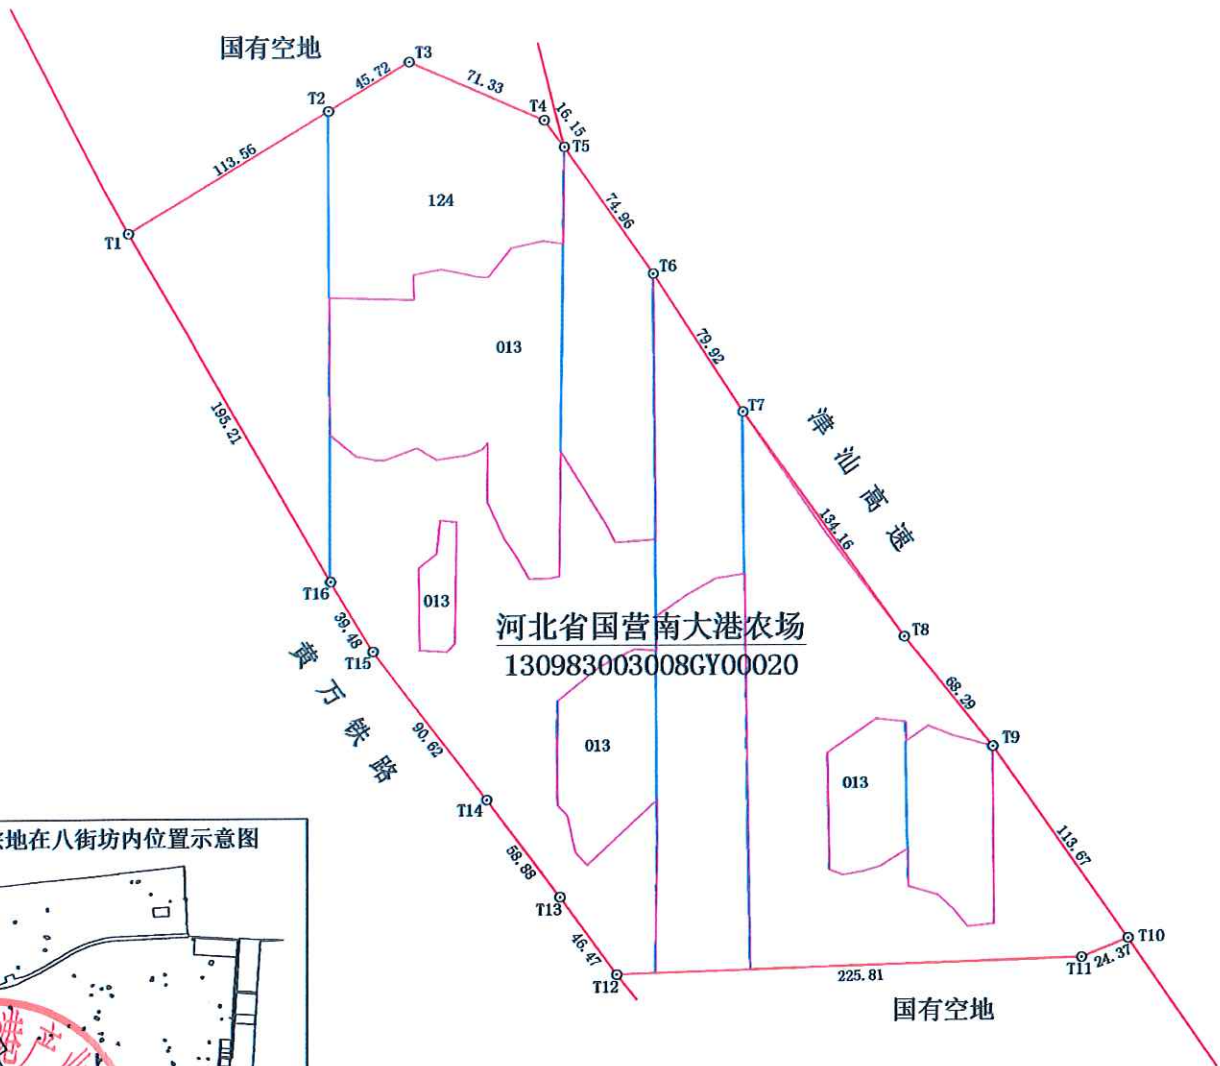 国有空地
T3
45.72
71.33
T2
T4
16.15
T5
113.56
124
74.96
T1
T6
79.92
013
T7
195.21
津汕高速
134.16
T16
013
39.48
河北省国营南大港农场
T8
T15
130983003008GY00020
黄万铁路
68.29
90.62
013
T9
013
T14
113.67
地在八街坊内位置示意图
58.88
T13
46.47
T10
T11
24.37
T12
225.81
国有空地